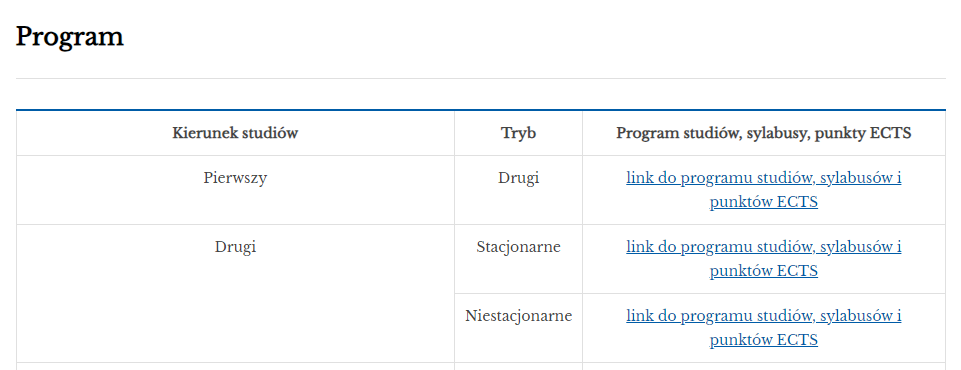 Program
Kierunek studiów Tryb Program studiów, sylabusy, punkty ECTS
Pierwszy Drugi link do programu studiów, sylabusów i
punktów ECTS
Drugi Stacjonarne link do programu studiów, sylabusów i
punktów ECTS
Niestacjonarne link do programu studiów, sylabusów i
punktów ECTS